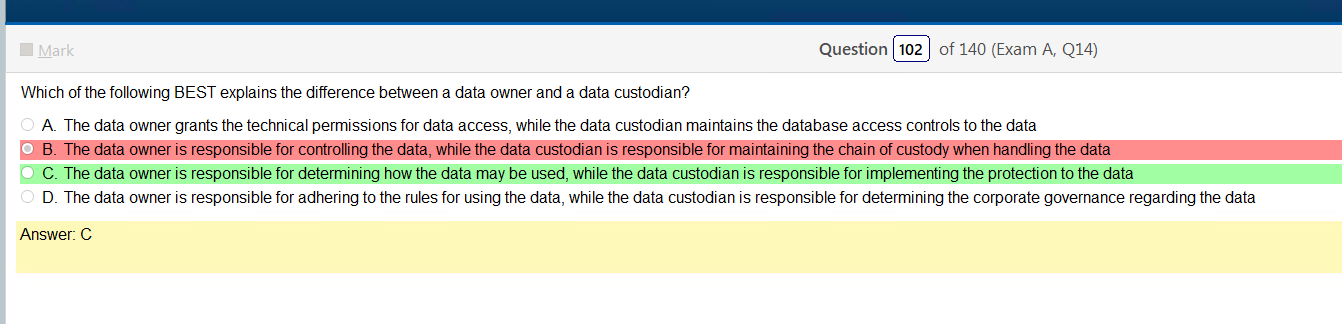 Mark
Question 102 of 140 (Exam A, Q14)
Which of the following BEST explains the difference between a data owner and a data custodian?
A. The data owner grants the technical permissions for data access, while the data custodian maintains the database access controls to the data
B. The data owner is responsible for controlling the data, while the data custodian is responsible for maintaining the chain of custody when handling the data
C. The data owner is responsible for determining how the data may be used, while the data custodian is responsible for implementing the protection to the data
D. The data owner is responsible for adhering to the rules for using the data, while the data custodian is responsible for determining the corporate governance regarding the data
Answer: C